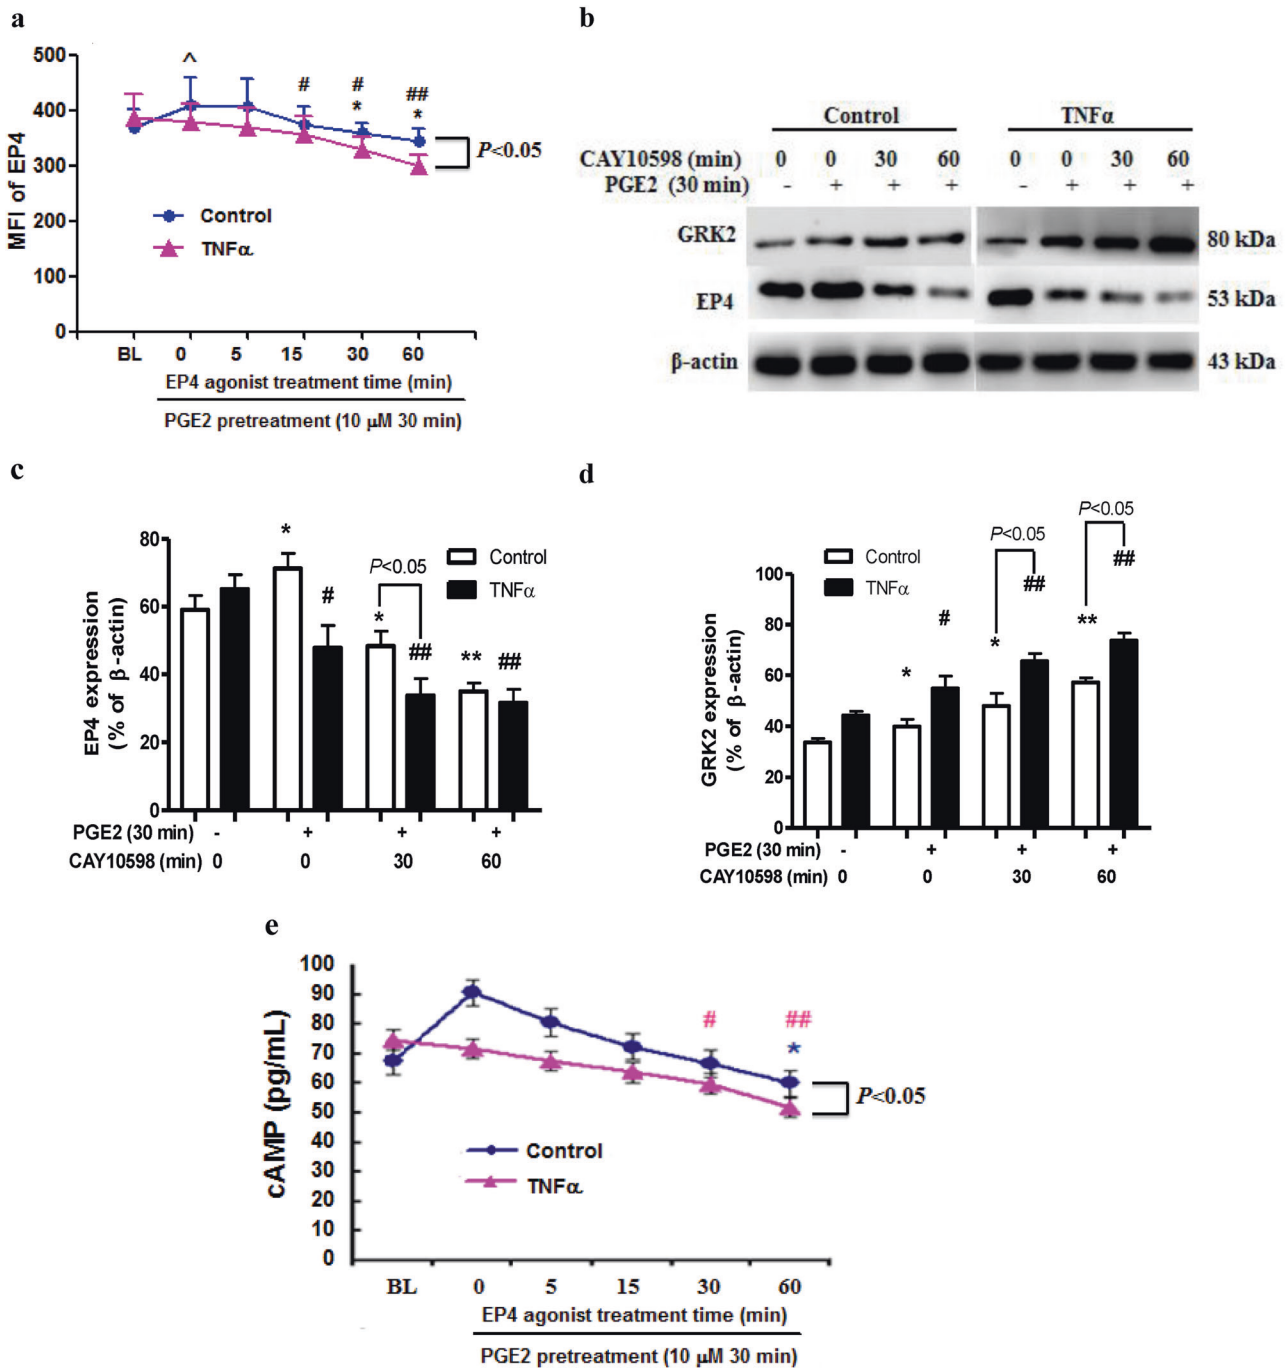 a
500
400
300
200
100
0
MFI of EP4
^
#
#
*
##
*
P<0.05
Control
TNFα
BL 0 5 15 30 60
EP4 agonist treatment time (min)
PGE2 pretreatment (10 μM 30 min)
b
Control TNFα
CAY10598 (min) 0 0 30 60 0 0 30 60
PGE2 (30 min) - + + + - + + +
GRK2 80 kDa
EP4 53 kDa
β-actin 43 kDa
c
80
60
40
20
0
EP4 expression
(% of β-actin)
*
#
P<0.05
*
##
**
##
Control
TNFα
PGE2 (30 min) - + + +
CAY10598 (min) 0 0 30 60
d
100
80
60
40
20
0
GRK2 expression
(% of β-actin)
Control
TNFα
*
#
P<0.05
*
##
P<0.05
**
##
PGE2 (30 min) - + + +
CAY10598 (min) 0 0 30 60
e
100
90
80
70
60
50
40
30
20
10
0
cAMP (pg/mL)
#
##
*
P<0.05
Control
TNFα
BL 0 5 15 30 60
EP4 agonist treatment time (min)
PGE2 pretreatment (10 μM 30 min)